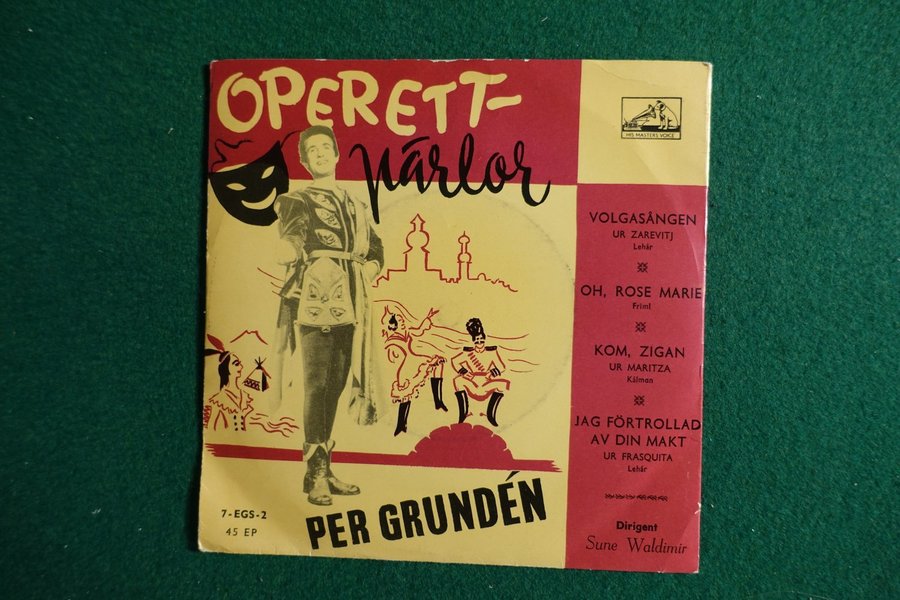 OPERETT-
pärlor
HIS MASTERS VOICE
VOLGASÅNGEN
UR ZAREVITJ
Lehár
OH, ROSE MARIE
Friml
KOM, ZIGAN
UR MARITZA
Kálman
JAG FÖRTROLLAD
AV DIN MAKT
UR FRASQUITA
Lehár
Dirigent
Sune Waldimir
7-EGS-2
45 EP
PER GRUNDÉN